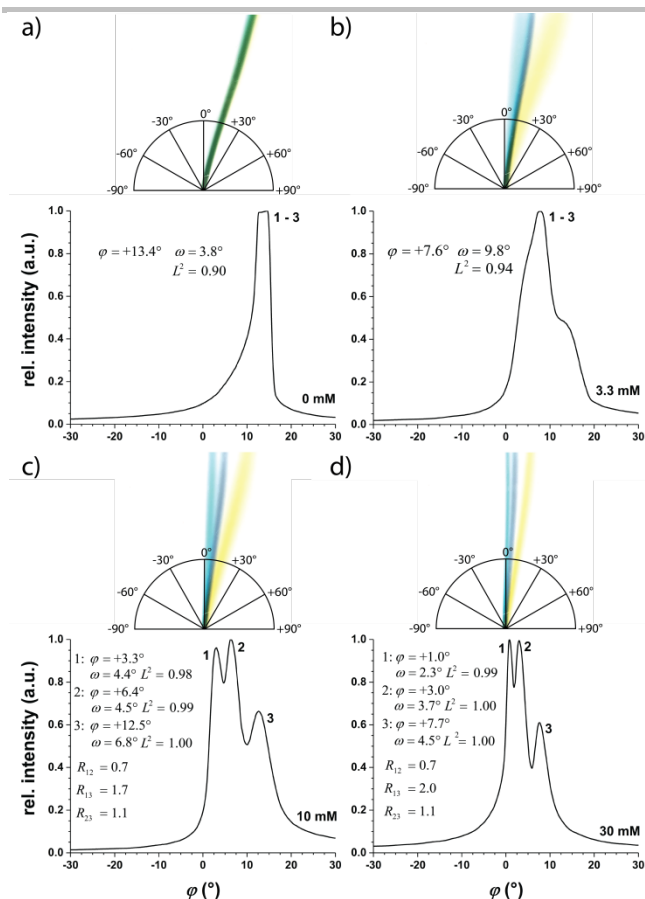 a)
-90° -60° -30° 0° +30° +60° +90°
rel. intensity (a.u.)
1.0
0.8
0.6
0.4
0.2
0.0
1 - 3
φ = +13.4° ω = 3.8°
L² = 0.90
0 mM
-30 -20 -10 0 10 20 30
b)
-90° -60° -30° 0° +30° +60° +90°
1.0
0.8
0.6
0.4
0.2
0.0
1 - 3
φ = +7.6° ω = 9.8°
L² = 0.94
3.3 mM
-30 -20 -10 0 10 20 30
c)
-90° -60° -30° 0° +30° +60° +90°
rel. intensity (a.u.)
1.0
0.8
0.6
0.4
0.2
0.0
1 2 3
1: φ = +3.3°
ω = 4.4° L² = 0.98
2: φ = +6.4°
ω = 4.5° L² = 0.99
3: φ = +12.5°
ω = 6.8° L² = 1.00
R₁₂ = 0.7
R₁₃ = 1.7
R₂₃ = 1.1
10 mM
-30 -20 -10 0 10 20 30
φ (°)
d)
-90° -60° -30° 0° +30° +60° +90°
1.0
0.8
0.6
0.4
0.2
0.0
1 2 3
1: φ = +1.0°
ω = 2.3° L² = 0.99
2: φ = +3.0°
ω = 3.7° L² = 1.00
3: φ = +7.7°
ω = 4.5° L² = 1.00
R₁₂ = 0.7
R₁₃ = 2.0
R₂₃ = 1.1
30 mM
-30 -20 -10 0 10 20 30
φ (°)